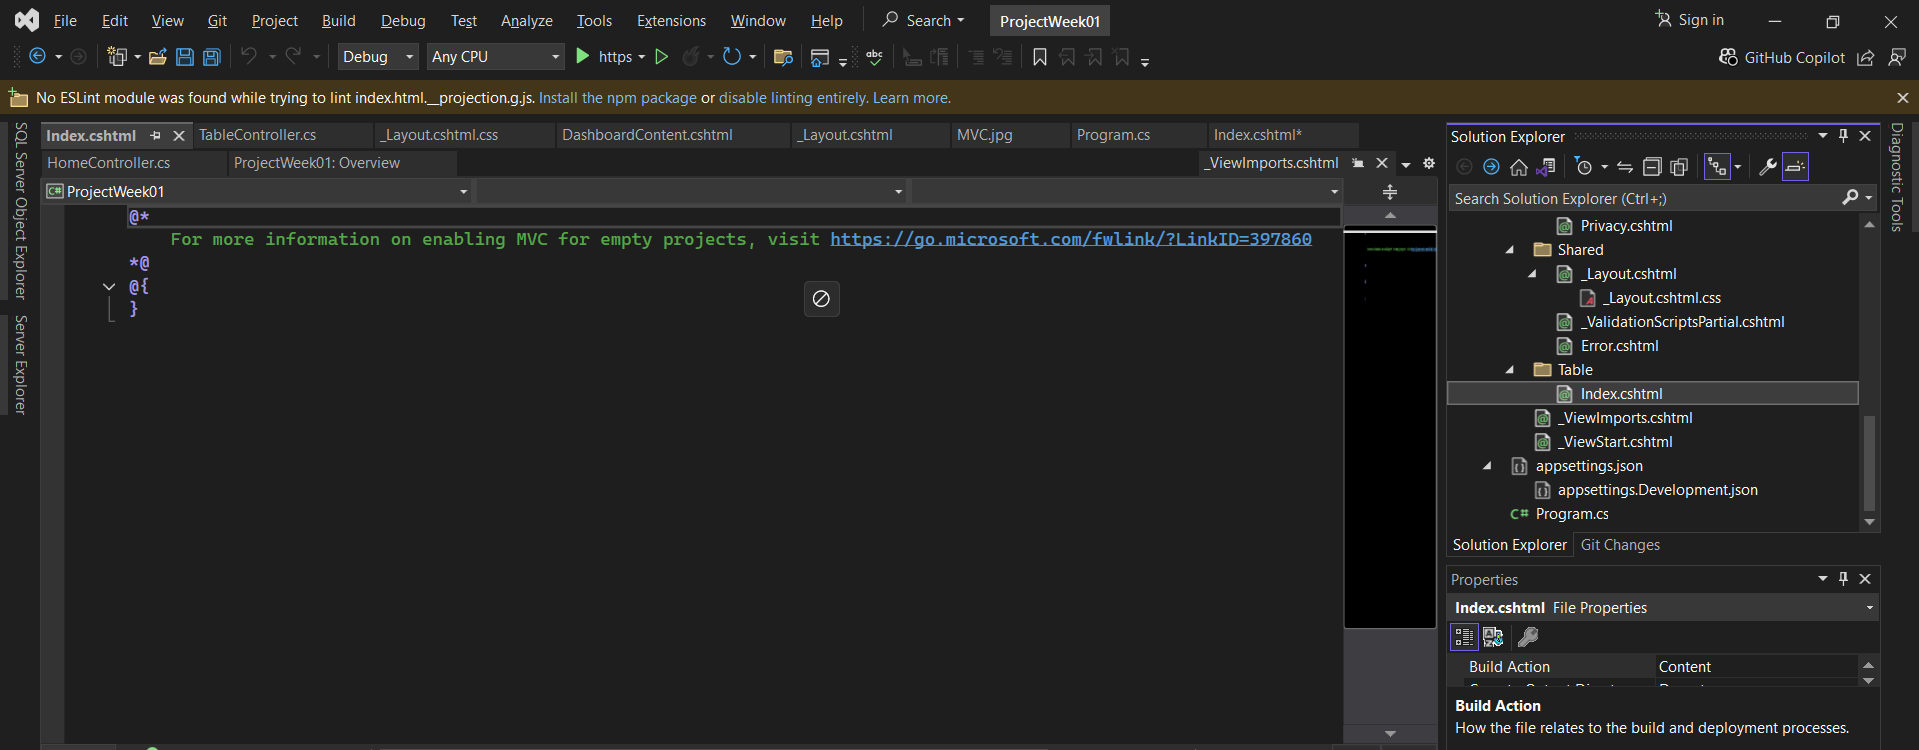 File Edit View Git Project Build Debug Test Analyze Tools Extensions Window Help Search ProjectWeek01 Sign in
Debug Any CPU https abc GitHub Copilot
No ESLint module was found while trying to lint index.html.__projection.g.js. Install the npm package or disable linting entirely. Learn more.
SQL Server Object Explorer
Server Explorer
Index.cshtml TableController.cs _Layout.cshtml.css DashboardContent.cshtml _Layout.cshtml MVC.jpg Program.cs Index.cshtml*
HomeController.cs ProjectWeek01: Overview _ViewImports.cshtml
C# ProjectWeek01
@*
For more information on enabling MVC for empty projects, visit https://go.microsoft.com/fwlink/?LinkID=397860
*@
@{
}
Solution Explorer
Search Solution Explorer (Ctrl+;)
Privacy.cshtml
Shared
_Layout.cshtml
_Layout.cshtml.css
_ValidationScriptsPartial.cshtml
Error.cshtml
Table
Index.cshtml
_ViewImports.cshtml
_ViewStart.cshtml
appsettings.json
appsettings.Development.json
C# Program.cs
Solution Explorer Git Changes
Properties
Index.cshtml File Properties
Build Action Content
Build Action
How the file relates to the build and deployment processes.
Diagnostic Tools